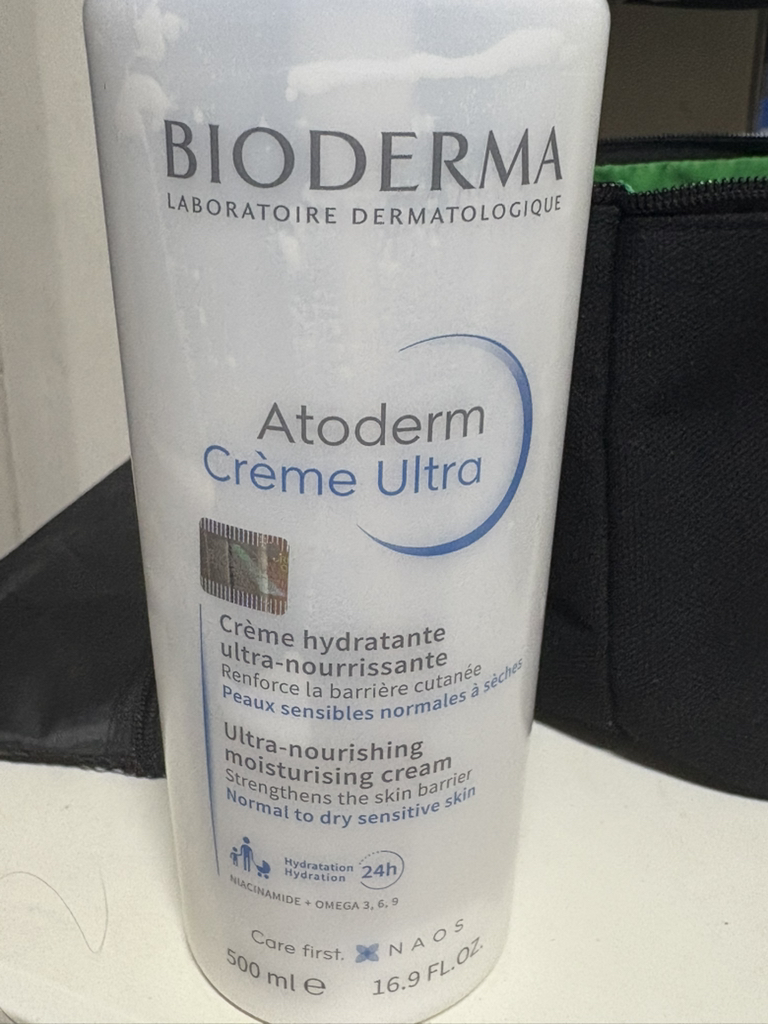 BIODERMA
LABORATOIRE DERMATOLOGIQUE
Atoderm
Crème Ultra
Crème hydratante
ultra-nourrissante
Renforce la barrière cutanée
Peaux sensibles normales à sèches
Ultra-nourishing
moisturising cream
Strengthens the skin barrier
Normal to dry sensitive skin
Hydratation
Hydration
24h
NIACINAMIDE + OMEGA 3, 6, 9
Care first. NAOS
500 ml ℮ 16.9 FL.OZ.